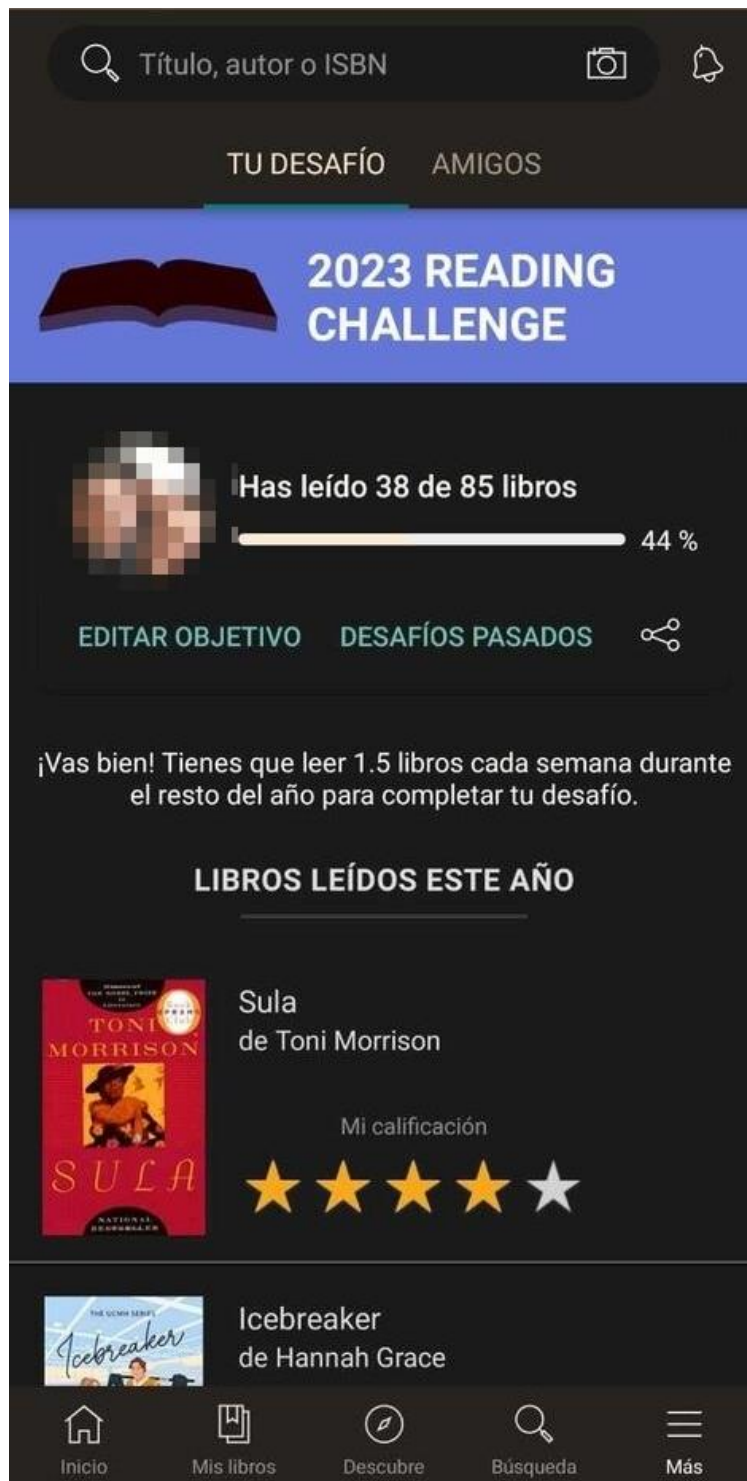 Título, autor o ISBN
TU DESAFÍO AMIGOS
2023 READING
CHALLENGE
Has leído 38 de 85 libros
44 %
EDITAR OBJETIVO DESAFÍOS PASADOS
¡Vas bien! Tienes que leer 1.5 libros cada semana durante
el resto del año para completar tu desafío.
LIBROS LEÍDOS ESTE AÑO
TONI
MORRISON
SULA
NATIONAL
BESTSELLER
Sula
de Toni Morrison
Mi calificación
THE UCMH SERIES
Icebreaker
Icebreaker
de Hannah Grace
Inicio Mis libros Descubre Búsqueda Más